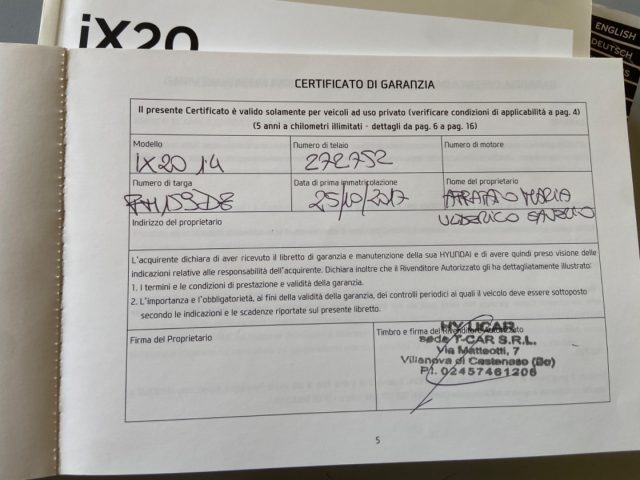 iX20
ENGLISH
DEUTSCH
CERTIFICATO DI GARANZIA
Il presente Certificato è valido solamente per veicoli ad uso privato (verificare condizioni di applicabilità a pag. 4)
(5 anni a chilometri illimitati - dettagli da pag. 6 a pag. 16)
Modello
IX20 1.4
Numero di telaio
272752
Numero di motore
Numero di targa
Data di prima immatricolazione
25/10/2017
Nome del proprietario
MARIA
Indirizzo del proprietario
L'acquirente dichiara di aver ricevuto il libretto di garanzia e manutenzione della sua HYUNDAI e di avere quindi preso visione delle
indicazioni relative alle responsabilità dell'acquirente. Dichiara inoltre che il Rivenditore Autorizzato gli ha dettagliatamente illustrato:
1. I termini e le condizioni di prestazione e validità della garanzia.
2. L'importanza e l'obbligatorietà, ai fini della validità della garanzia, dei controlli periodici ai quali il veicolo deve essere sottoposto
secondo le indicazioni e le scadenze riportate sul presente libretto.
Firma del Proprietario
Timbro e firma del Rivenditore Autorizzato
HYUCAR
sede T-CAR S.R.L.
Via Matteotti, 7
Villanova di Castenaso (Bo)
P.I. 02457461206
5